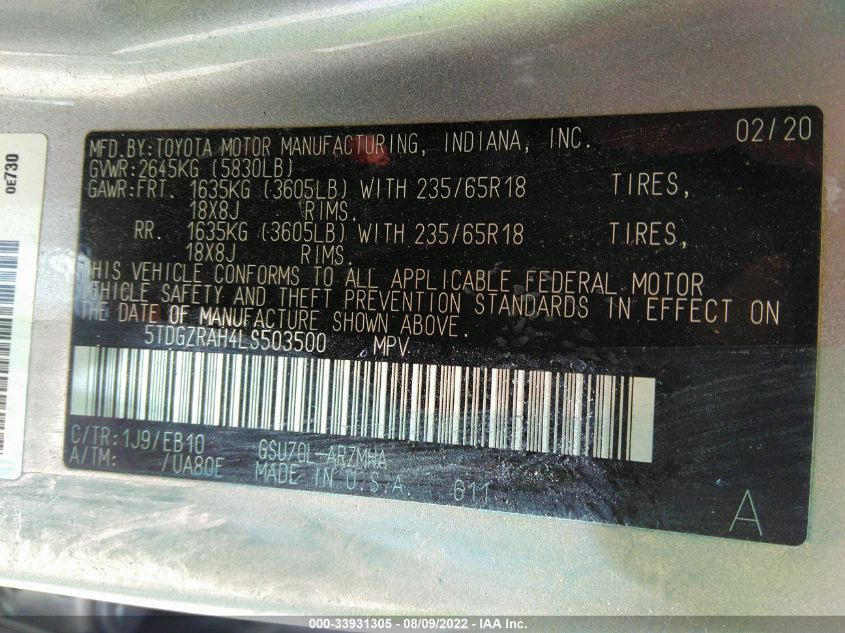 MFD.BY:TOYOTA MOTOR MANUFACTURING, INDIANA, INC. 02/20
GVWR:2645KG (5830LB)
GAWR:FRT. 1635KG (3605LB) WITH 235/65R18 TIRES,
18X8J RIMS.
RR. 1635KG (3605LB) WITH 235/65R18 TIRES,
18X8J RIMS.
THIS VEHICLE CONFORMS TO ALL APPLICABLE FEDERAL MOTOR
VEHICLE SAFETY AND THEFT PREVENTION STANDARDS IN EFFECT ON
THE DATE OF MANUFACTURE SHOWN ABOVE.
5TDGZRAH4LS503500 MPV
C/TR:1J9/EB10 GSU70L-ARZMHA
A/TM: /UA80E MADE IN U.S.A. 611
A
0E730
000-33931305 - 08/09/2022 - IAA Inc.